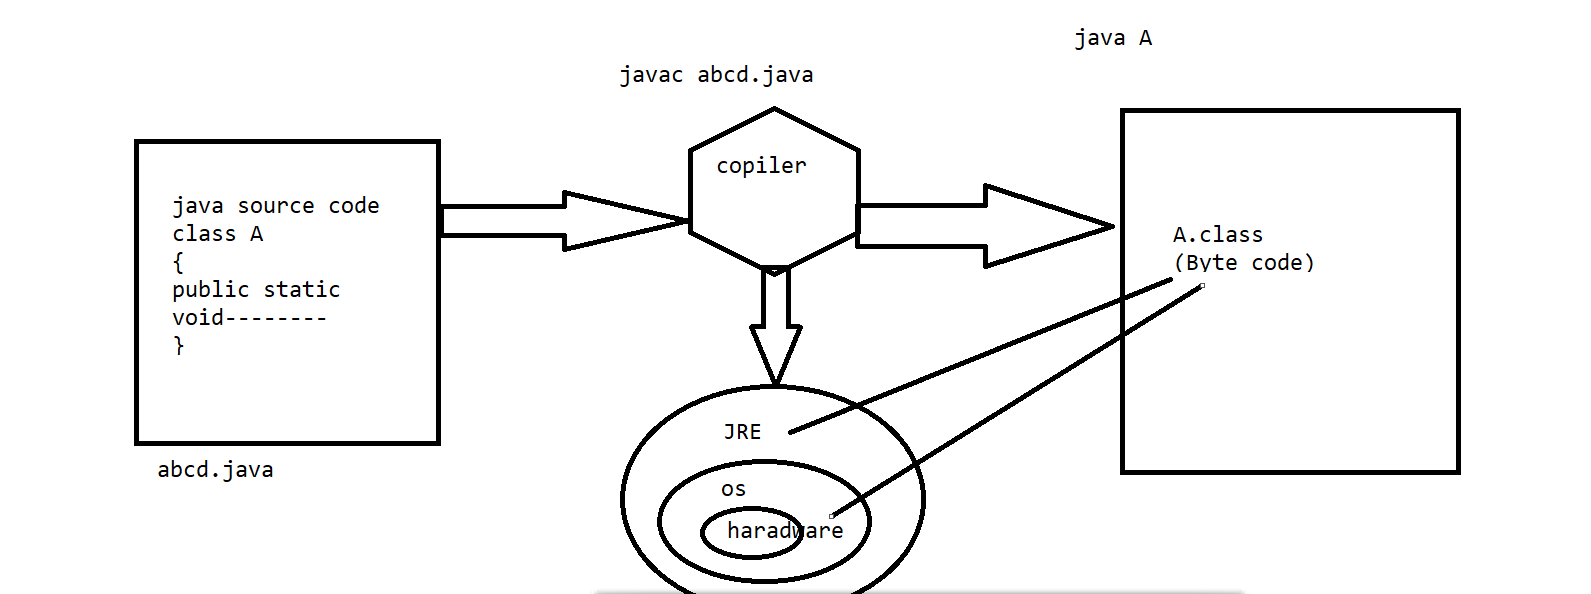 java A
javac abcd.java
copiler
java source code
class A
{
public static
void--------
}
abcd.java
A.class
(Byte code)
JRE
os
haradware